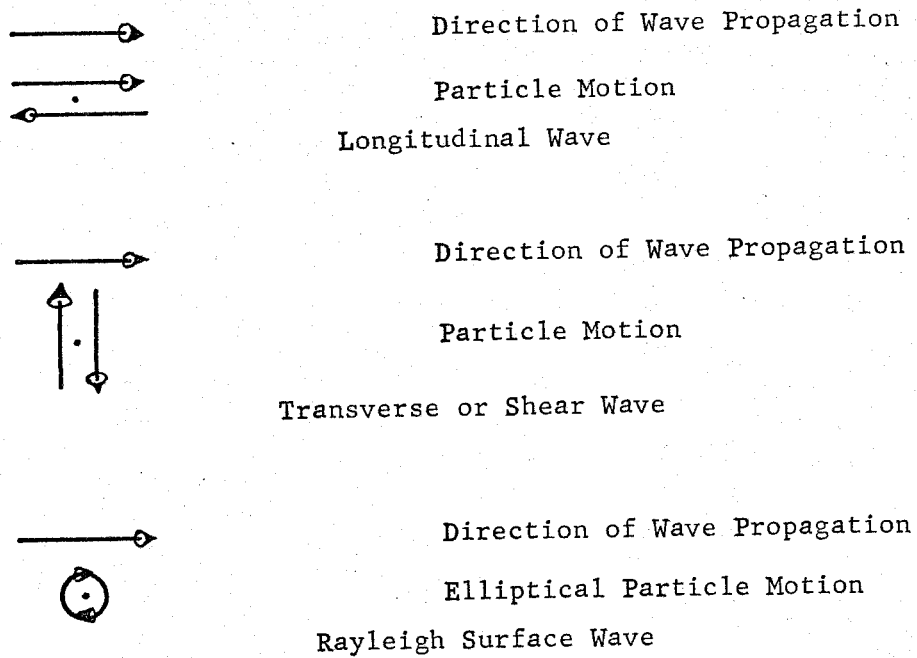 Direction of Wave Propagation
Particle Motion
Longitudinal Wave
Direction of Wave Propagation
Particle Motion
Transverse or Shear Wave
Direction of Wave Propagation
Elliptical Particle Motion
Rayleigh Surface Wave